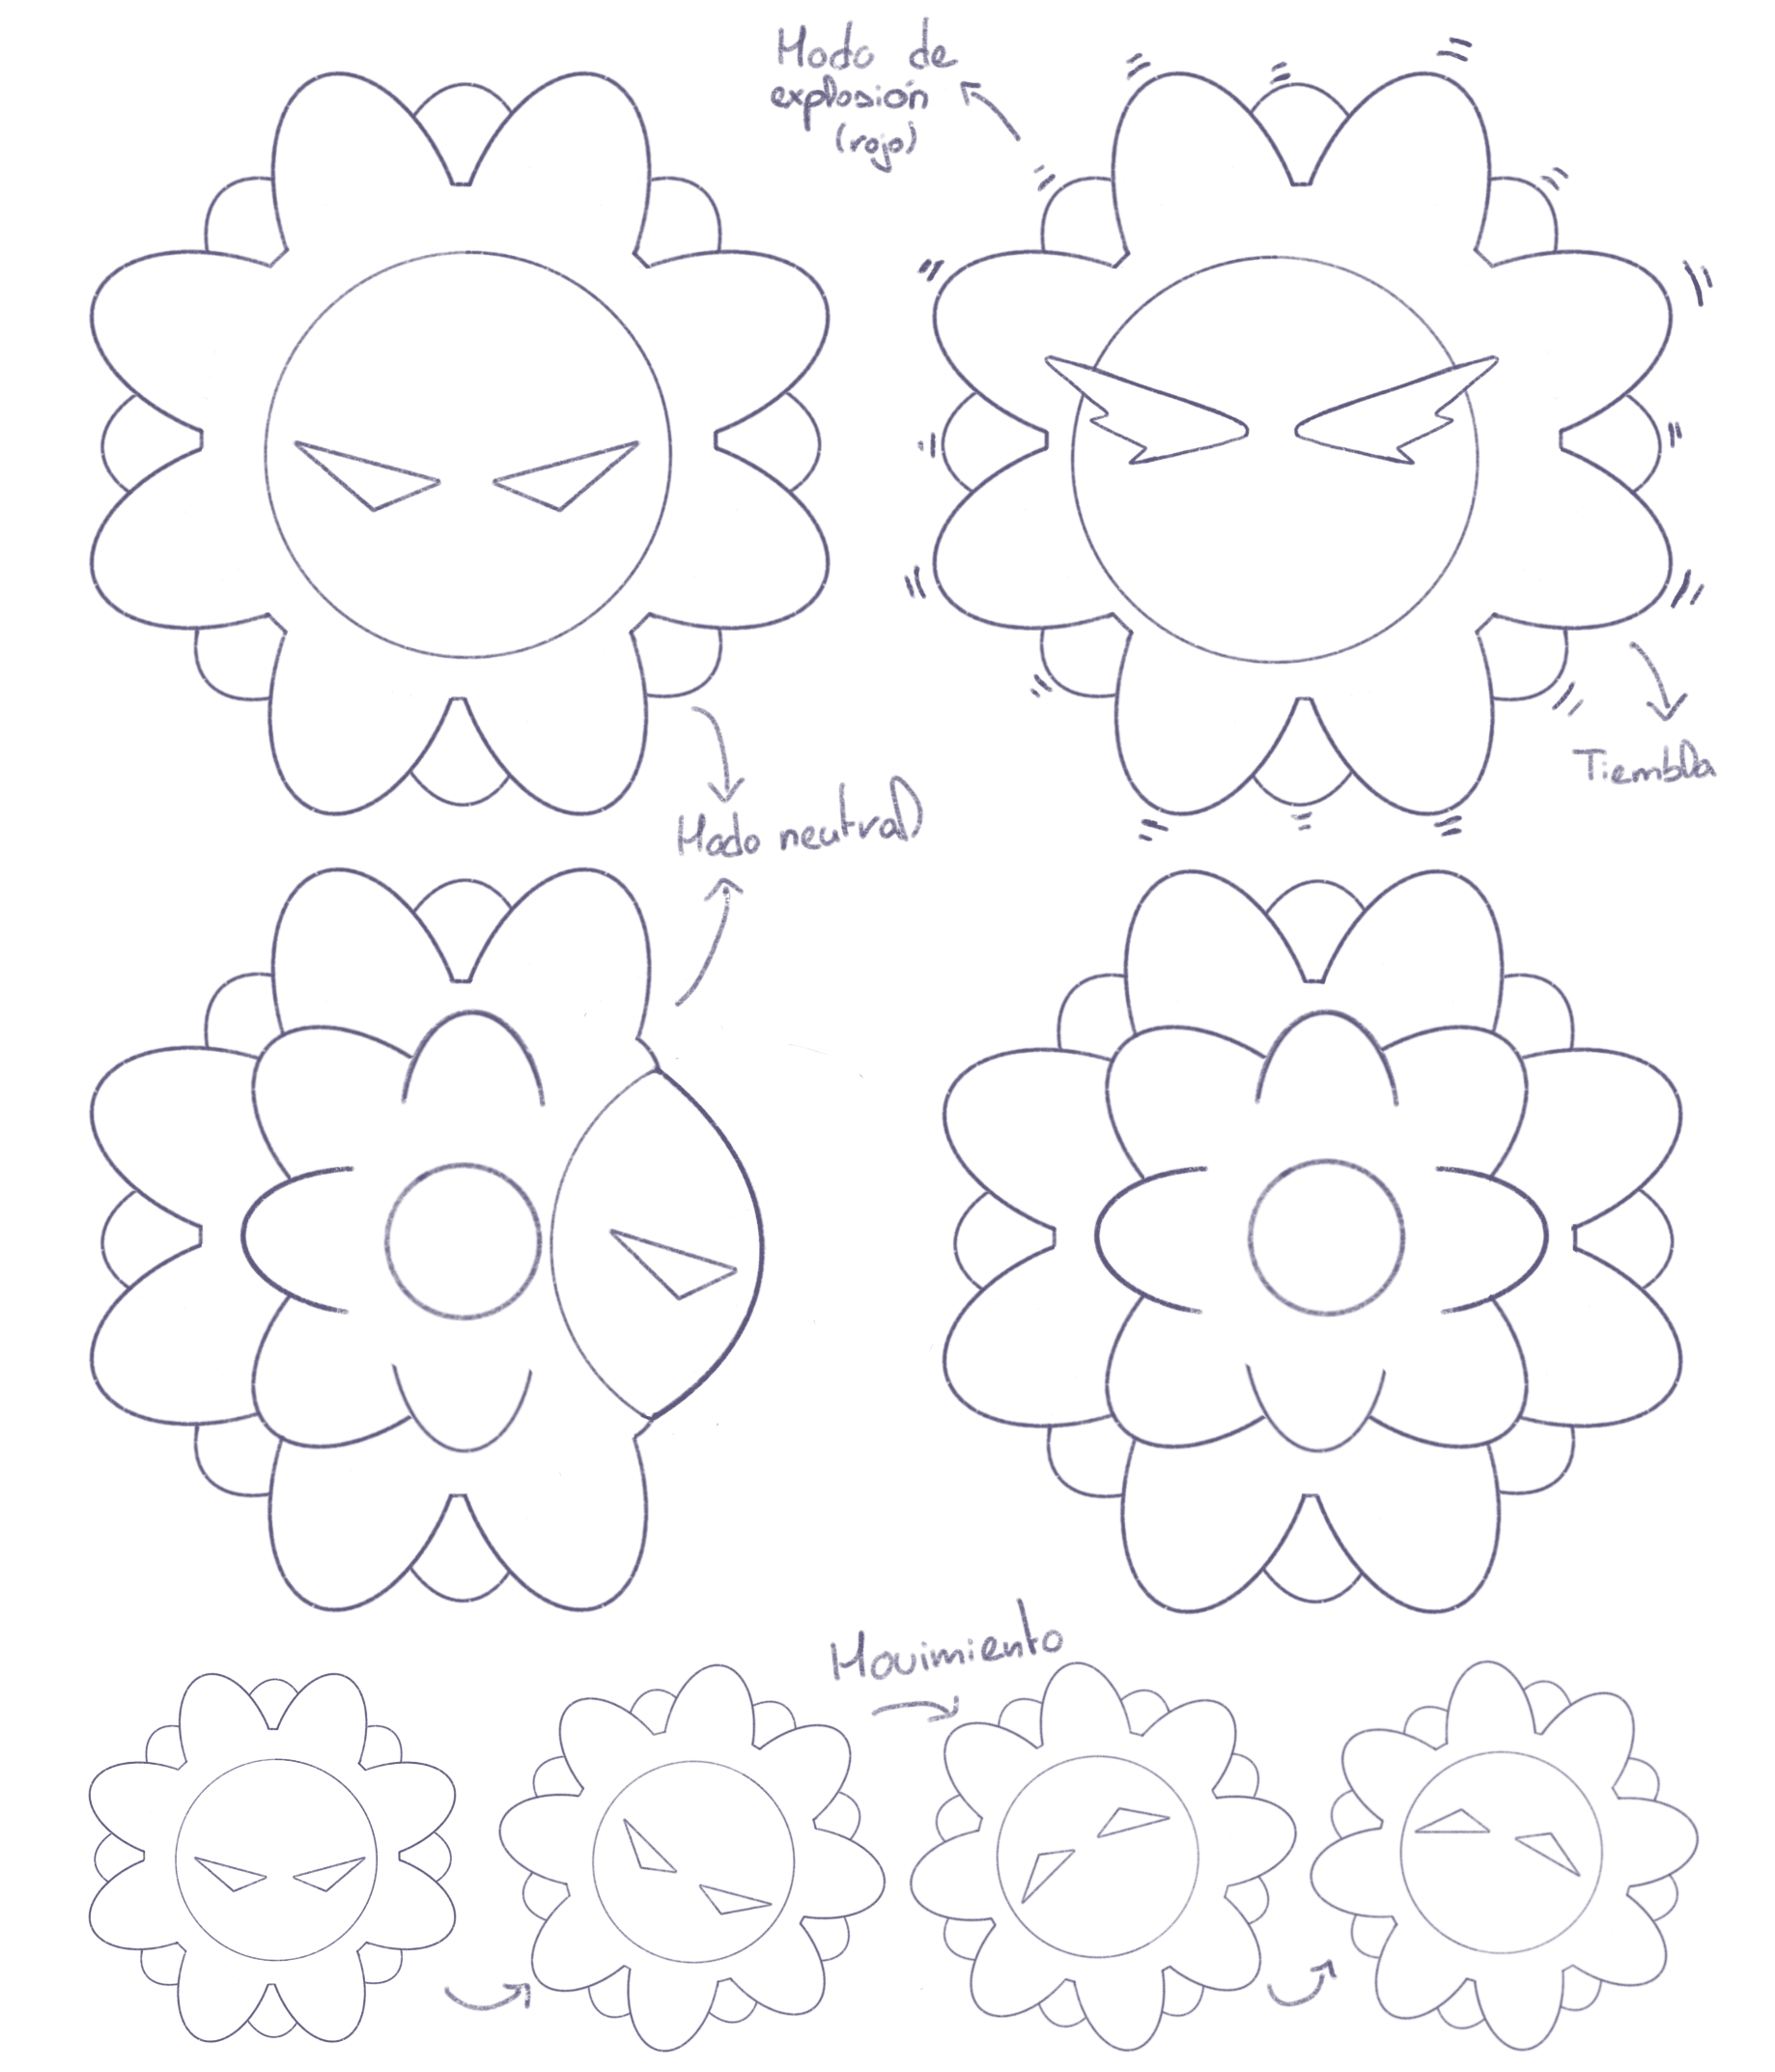 Modo de
explosión
(rojo)
Tiembla
Modo neutral
Movimiento